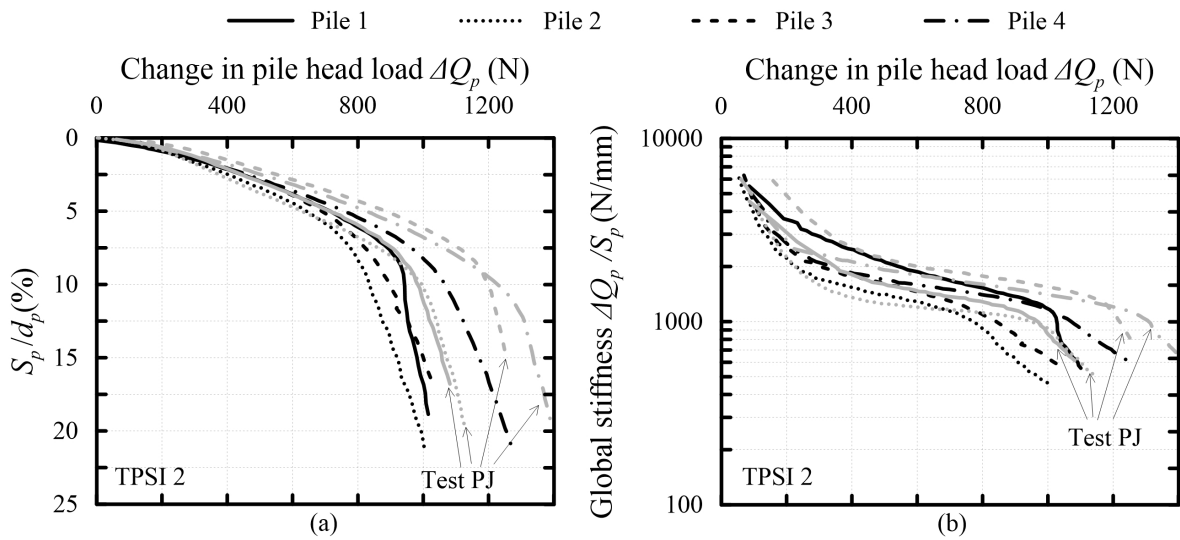 Pile 1 Pile 2 Pile 3 Pile 4
Change in pile head load ΔQp (N)
0 400 800 1200
0
5
10
15
20
25
Sp/dp(%)
TPSI 2
Test PJ
(a)
Change in pile head load ΔQp (N)
0 400 800 1200
10000
1000
100
Global stiffness ΔQp /Sp (N/mm)
TPSI 2
Test PJ
(b)